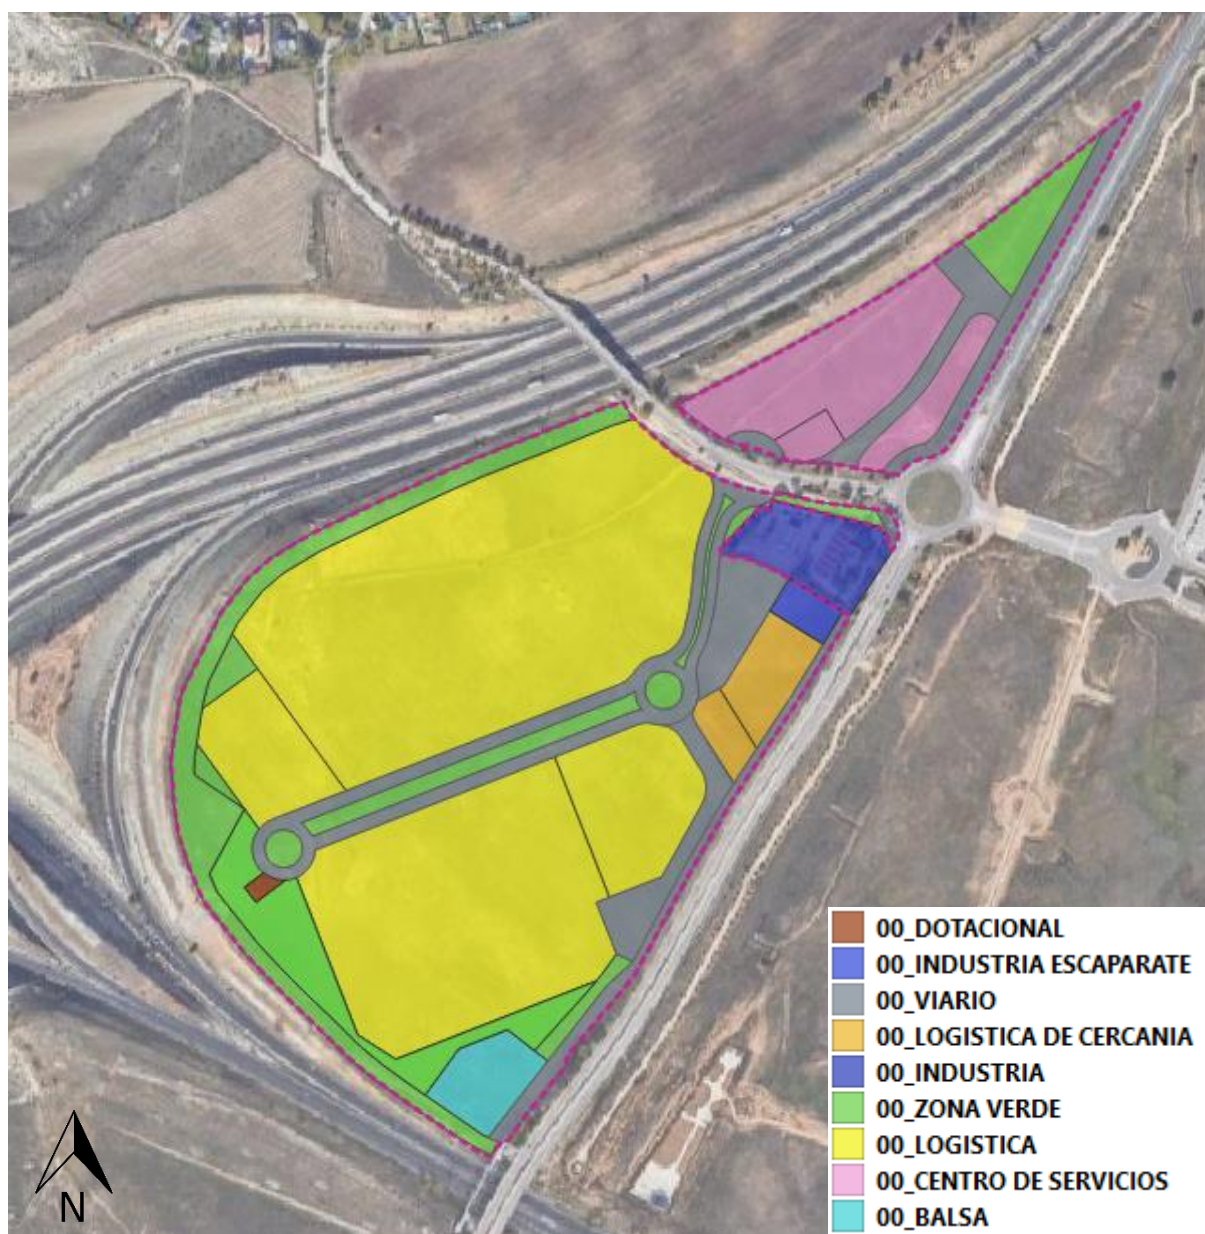 00_DOTACIONAL
00_INDUSTRIA ESCAPARATE
00_VIARIO
00_LOGISTICA DE CERCANIA
00_INDUSTRIA
00_ZONA VERDE
00_LOGISTICA
00_CENTRO DE SERVICIOS
00_BALSA
N